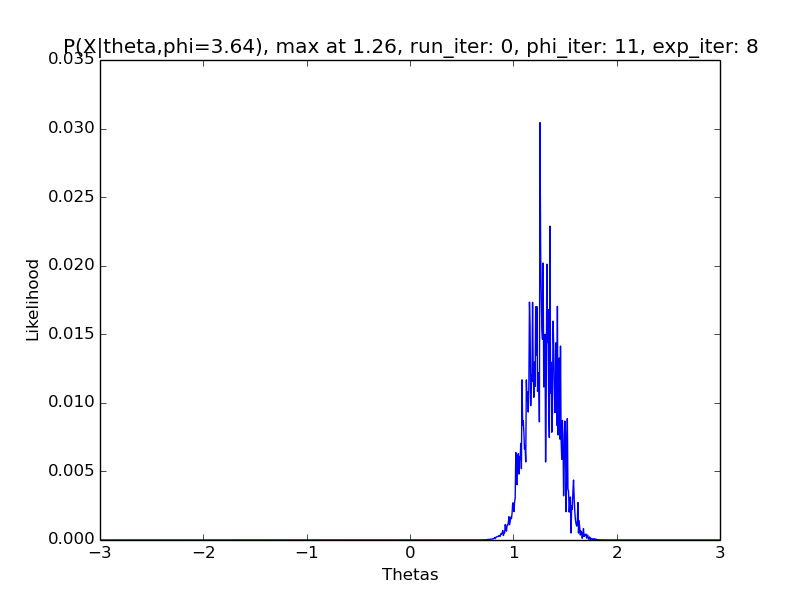 P(X|theta,phi=3.64), max at 1.26, run_iter: 0, phi_iter: 11, exp_iter: 8
0.035
0.030
0.025
0.020
0.015
0.010
0.005
0.000
Likelihood
−3 −2 −1 0 1 2 3
Thetas